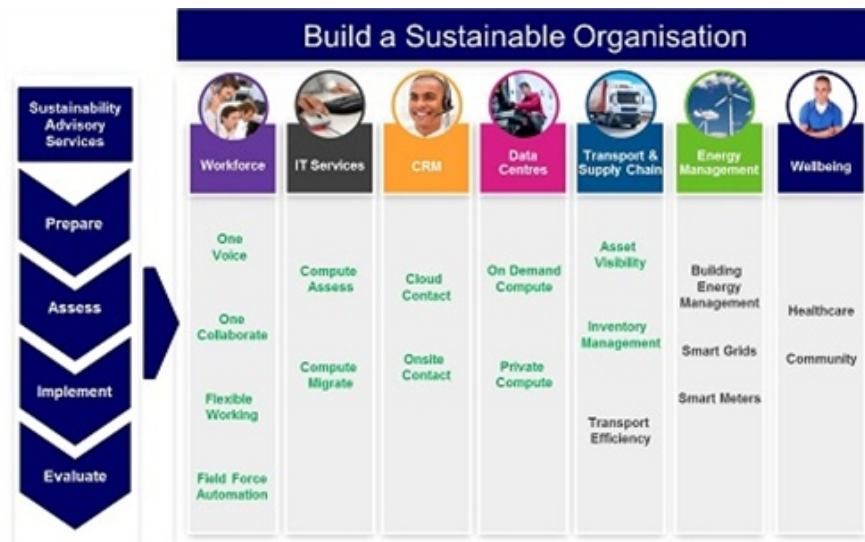 Build a Sustainable Organisation
Sustainability
Advisory
Services
Prepare
Assess
Implement
Evaluate
Workforce
One
Voice
One
Collaborate
Flexible
Working
Field Force
Automation
IT Services
Compute
Assess
Compute
Migrate
CRM
Cloud
Contact
Onsite
Contact
Data
Centres
On Demand
Compute
Private
Compute
Transport &
Supply Chain
Asset
Visibility
Inventory
Management
Transport
Efficiency
Energy
Management
Building
Energy
Management
Smart Grids
Smart Meters
Wellbeing
Healthcare
Community